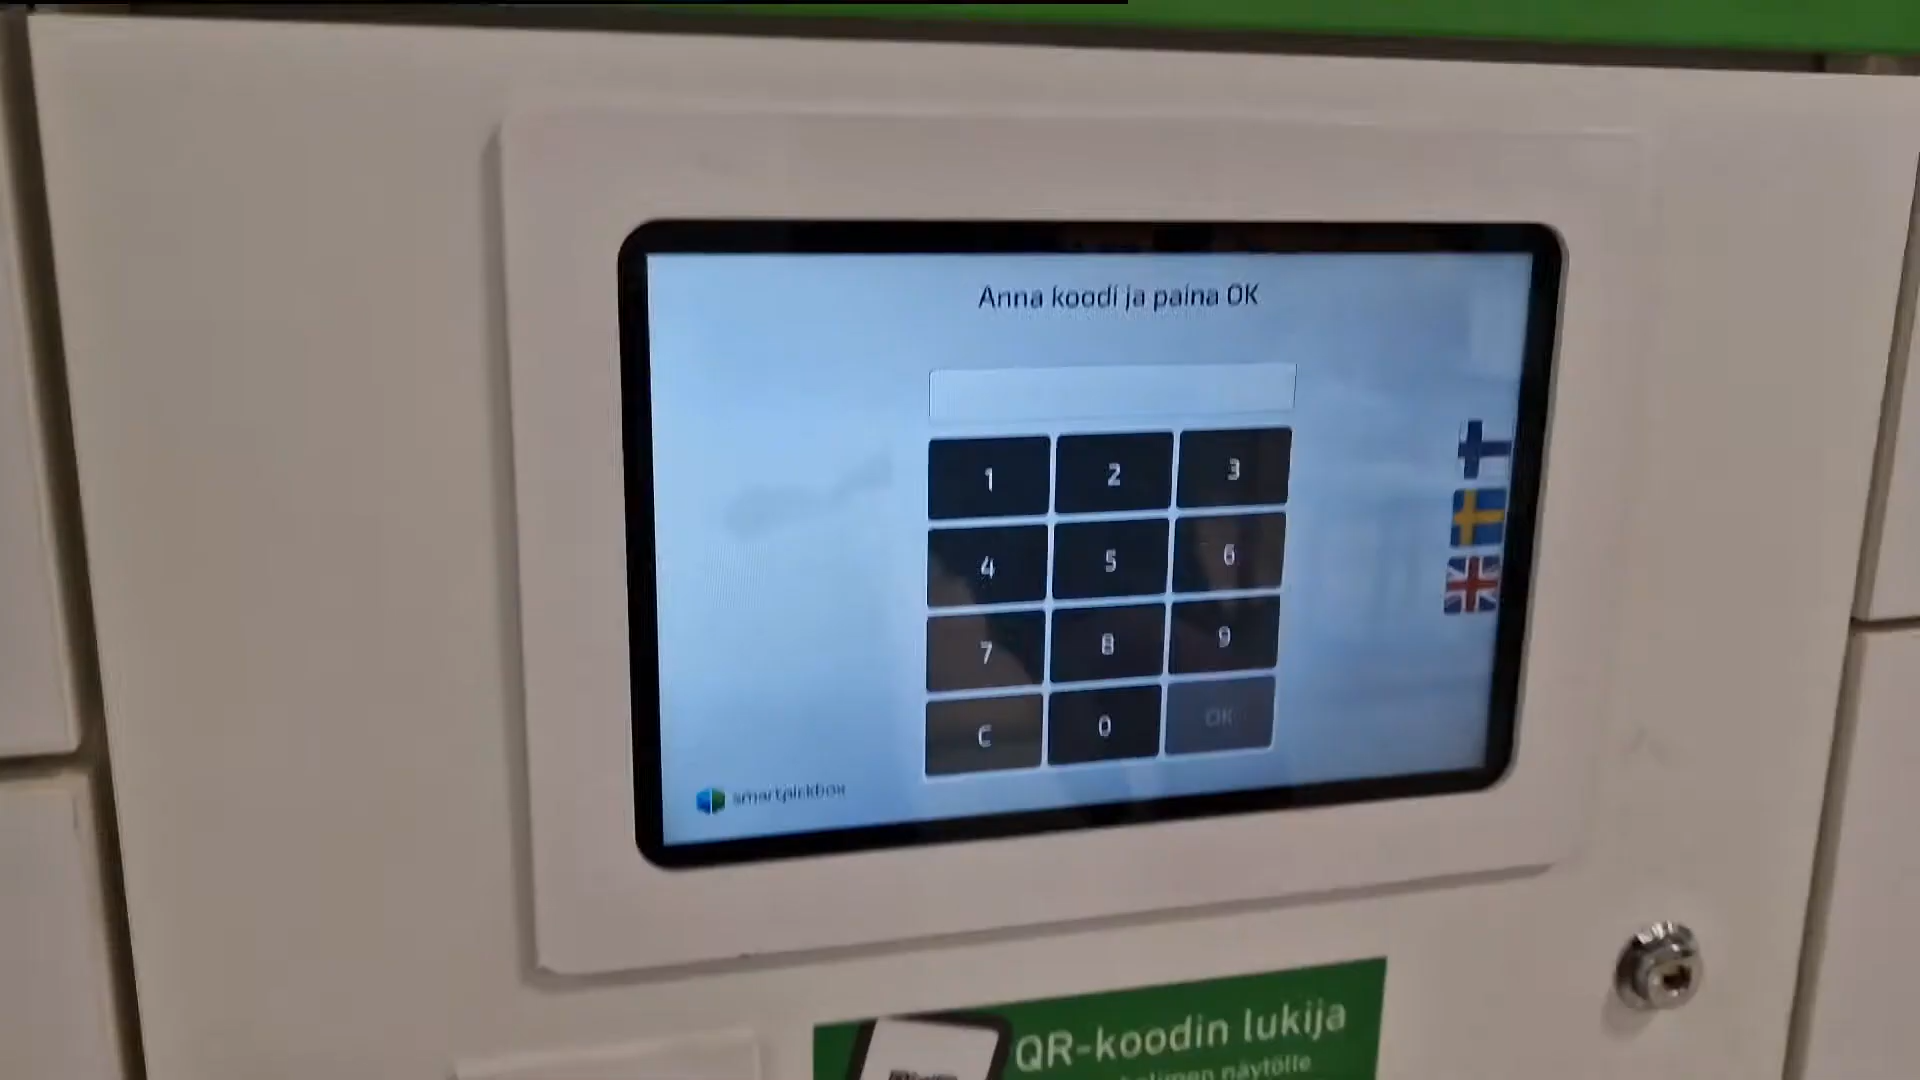 Anna koodi ja paina OK
1 2 3
4 5 6
7 8 9
C 0 OK
smartpickbox
QR-koodin lukija
näytölle